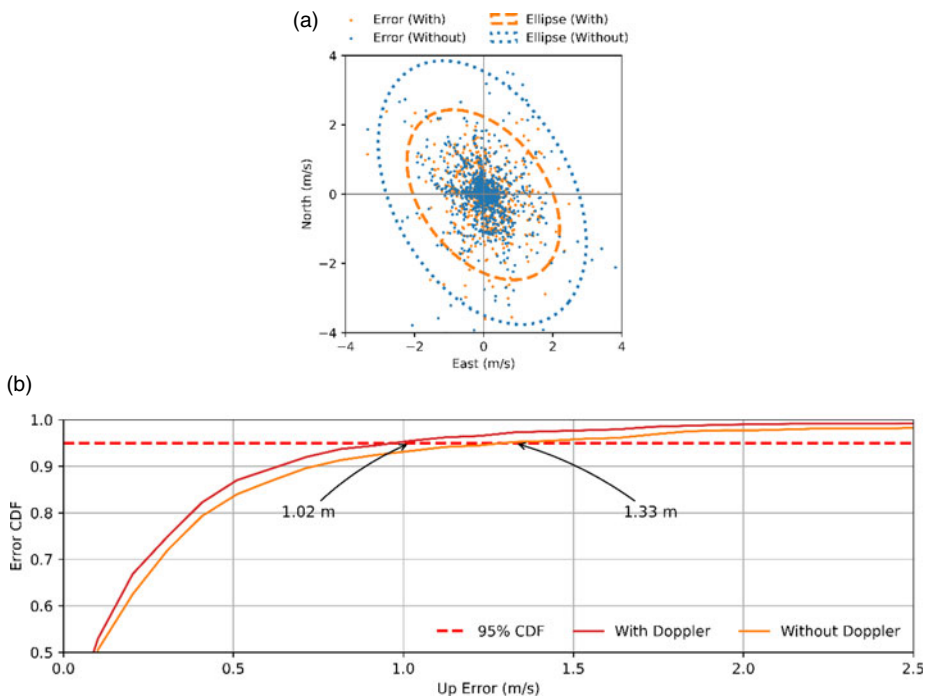 (a)
Error (With)
Error (Without)
Ellipse (With)
Ellipse (Without)
4
2
0
−2
−4
North (m/s)
−4 −2 0 2 4
East (m/s)
(b)
1.0
0.9
0.8
0.7
0.6
0.5
Error CDF
1.02 m
1.33 m
95% CDF
With Doppler
Without Doppler
0.0 0.5 1.0 1.5 2.0 2.5
Up Error (m/s)